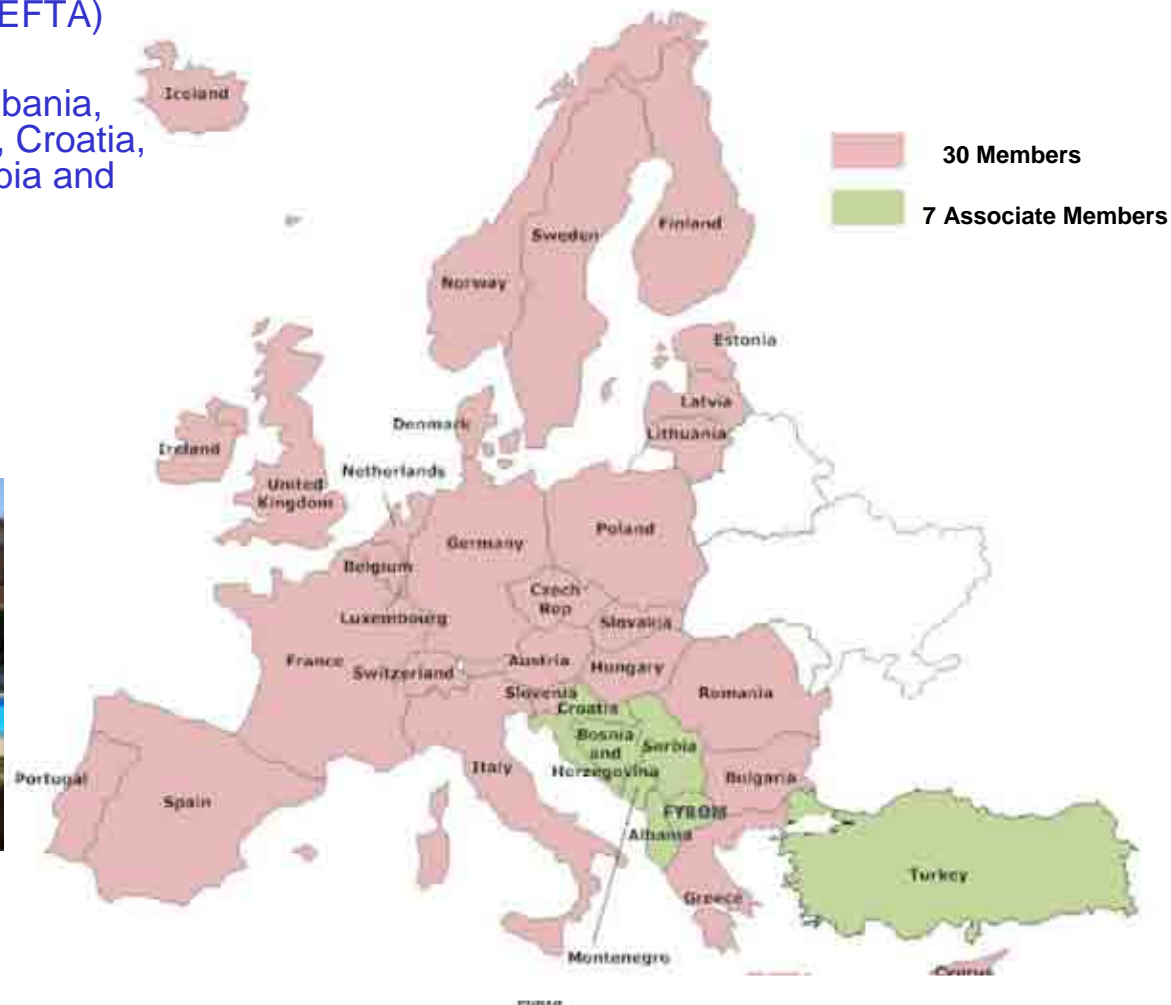 EFTA)
bania,
, Croatia,
bia and
30 Members
7 Associate Members
Iceland
Finland
Sweden
Norway
Estonia
Latvia
Lithuania
Denmark
Ireland
Netherlands
United
Kingdom
Poland
Germany
Belgium
Czech
Rep
Luxembourg
Slovakia
France
Switzerland
Austria
Hungary
Slovenia
Romania
Croatia
Bosnia
and
Herzegovina
Serbia
Portugal
Italy
Bulgaria
Spain
FYROM
Albania
Turkey
Greece
Montenegro
Cyprus